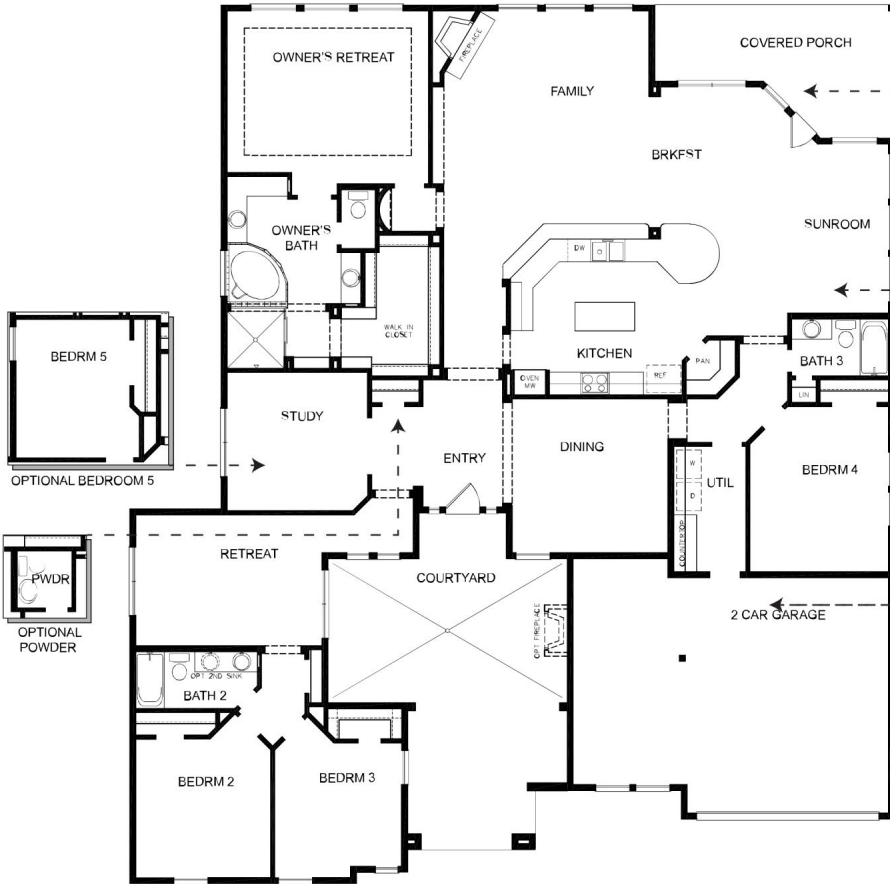 OWNER'S RETREAT
FIREPLACE
FAMILY
COVERED PORCH
BRKFST
SUNROOM
OWNER'S
BATH
DW
WALK IN
CLOSET
KITCHEN
PAN
BATH 3
OVEN
MW
REF
LIN
BEDRM 5
OPTIONAL BEDROOM 5
STUDY
ENTRY
DINING
W
D
UTIL
COUNTERTOP
BEDRM 4
RETREAT
COURTYARD
OPT FIREPLACE
2 CAR GARAGE
PWDR
OPTIONAL
POWDER
OPT 2ND SINK
BATH 2
BEDRM 2
BEDRM 3